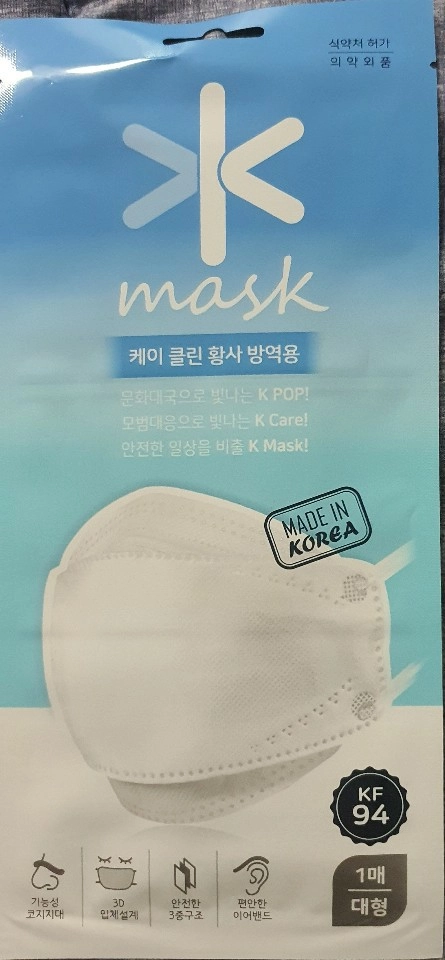 식약처 허가
의약외품
K
mask
케이 클린 황사 방역용
문화대국으로 빛나는 K POP!
모범대응으로 빛나는 K Care!
안전한 일상을 비출 K Mask!
MADE IN
KOREA
KF
94
기능성
코지지대
3D
입체설계
안전한
3중구조
편안한
이어밴드
1매
대형